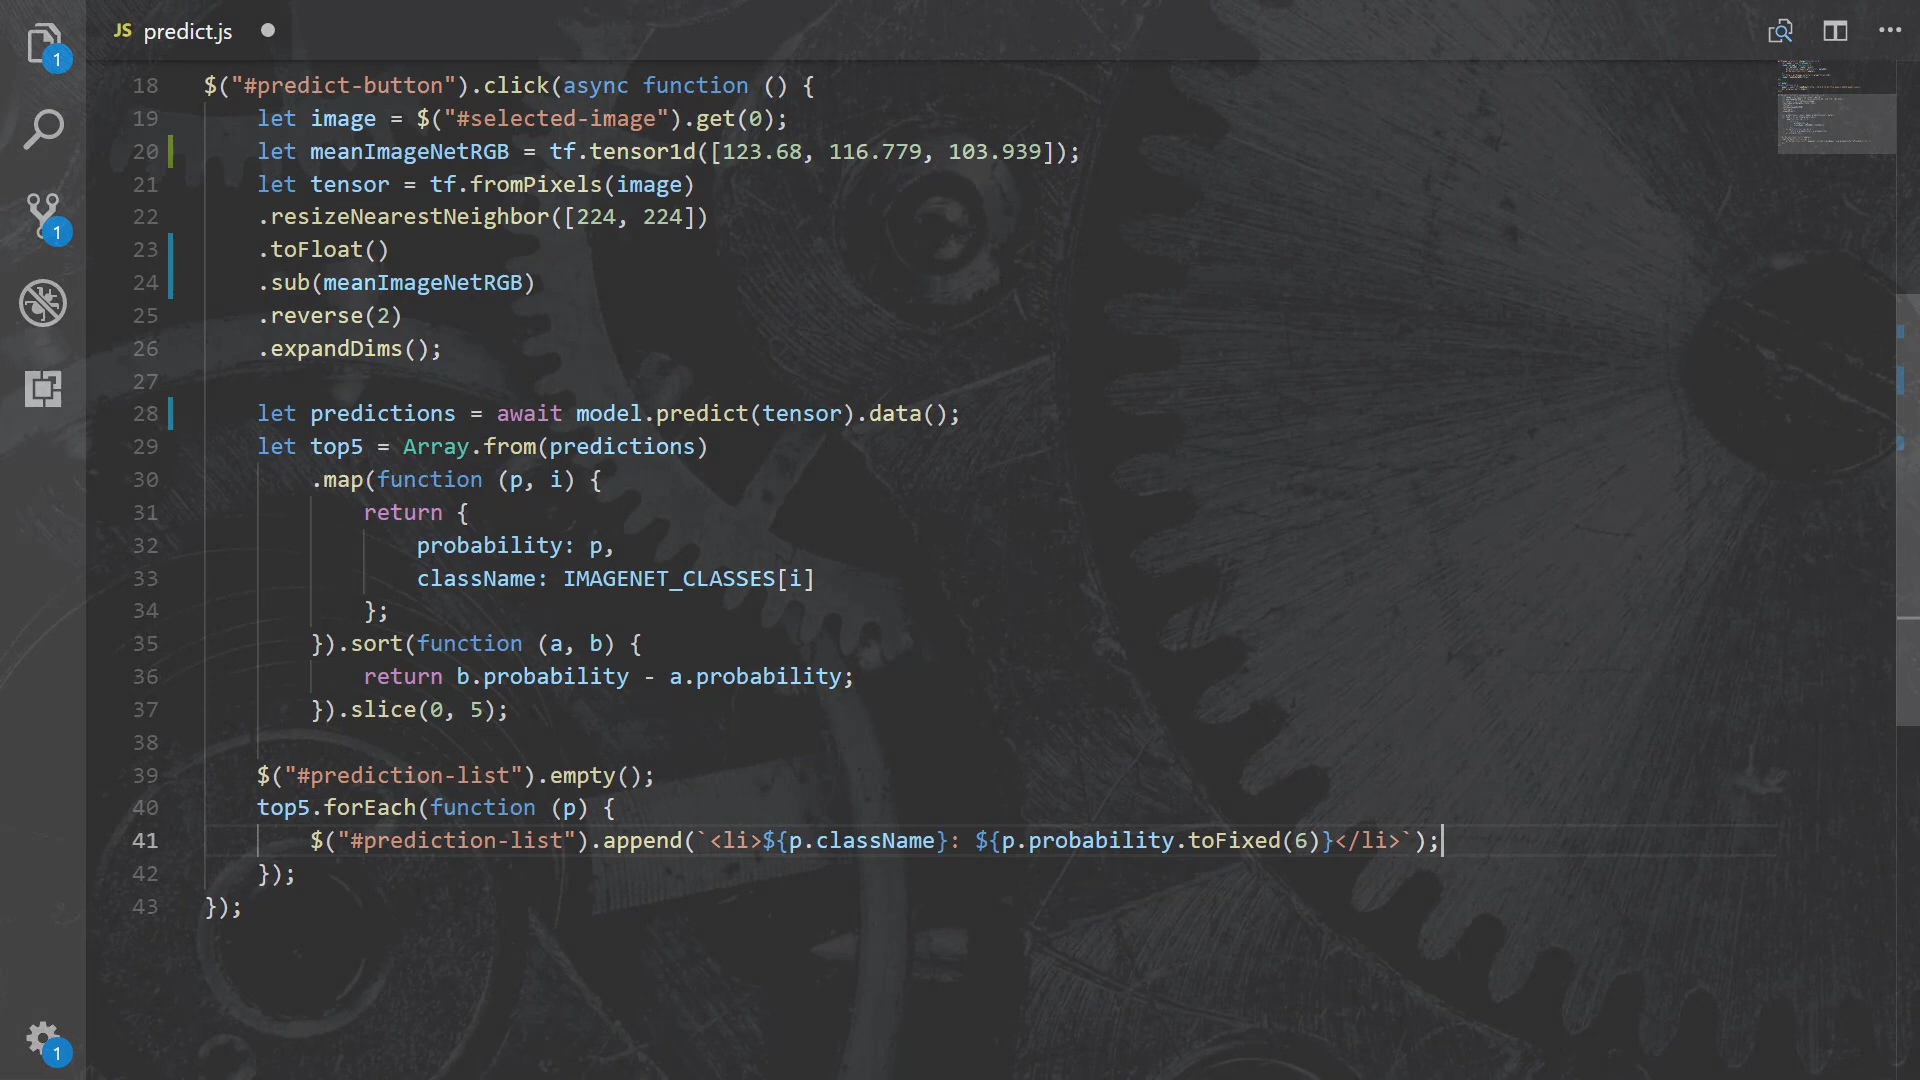 JS predict.js
1
18 $("#predict-button").click(async function () {
19 let image = $("#selected-image").get(0);
20 let meanImageNetRGB = tf.tensor1d([123.68, 116.779, 103.939]);
21 let tensor = tf.fromPixels(image)
22 .resizeNearestNeighbor([224, 224])
1
23 .toFloat()
24 .sub(meanImageNetRGB)
25 .reverse(2)
26 .expandDims();
27
28 let predictions = await model.predict(tensor).data();
29 let top5 = Array.from(predictions)
30 .map(function (p, i) {
31 return {
32 probability: p,
33 className: IMAGENET_CLASSES[i]
34 };
35 }).sort(function (a, b) {
36 return b.probability - a.probability;
37 }).slice(0, 5);
38
39 $("#prediction-list").empty();
40 top5.forEach(function (p) {
41 $("#prediction-list").append(`<li>${p.className}: ${p.probability.toFixed(6)}</li>`);
42 });
43 });
1